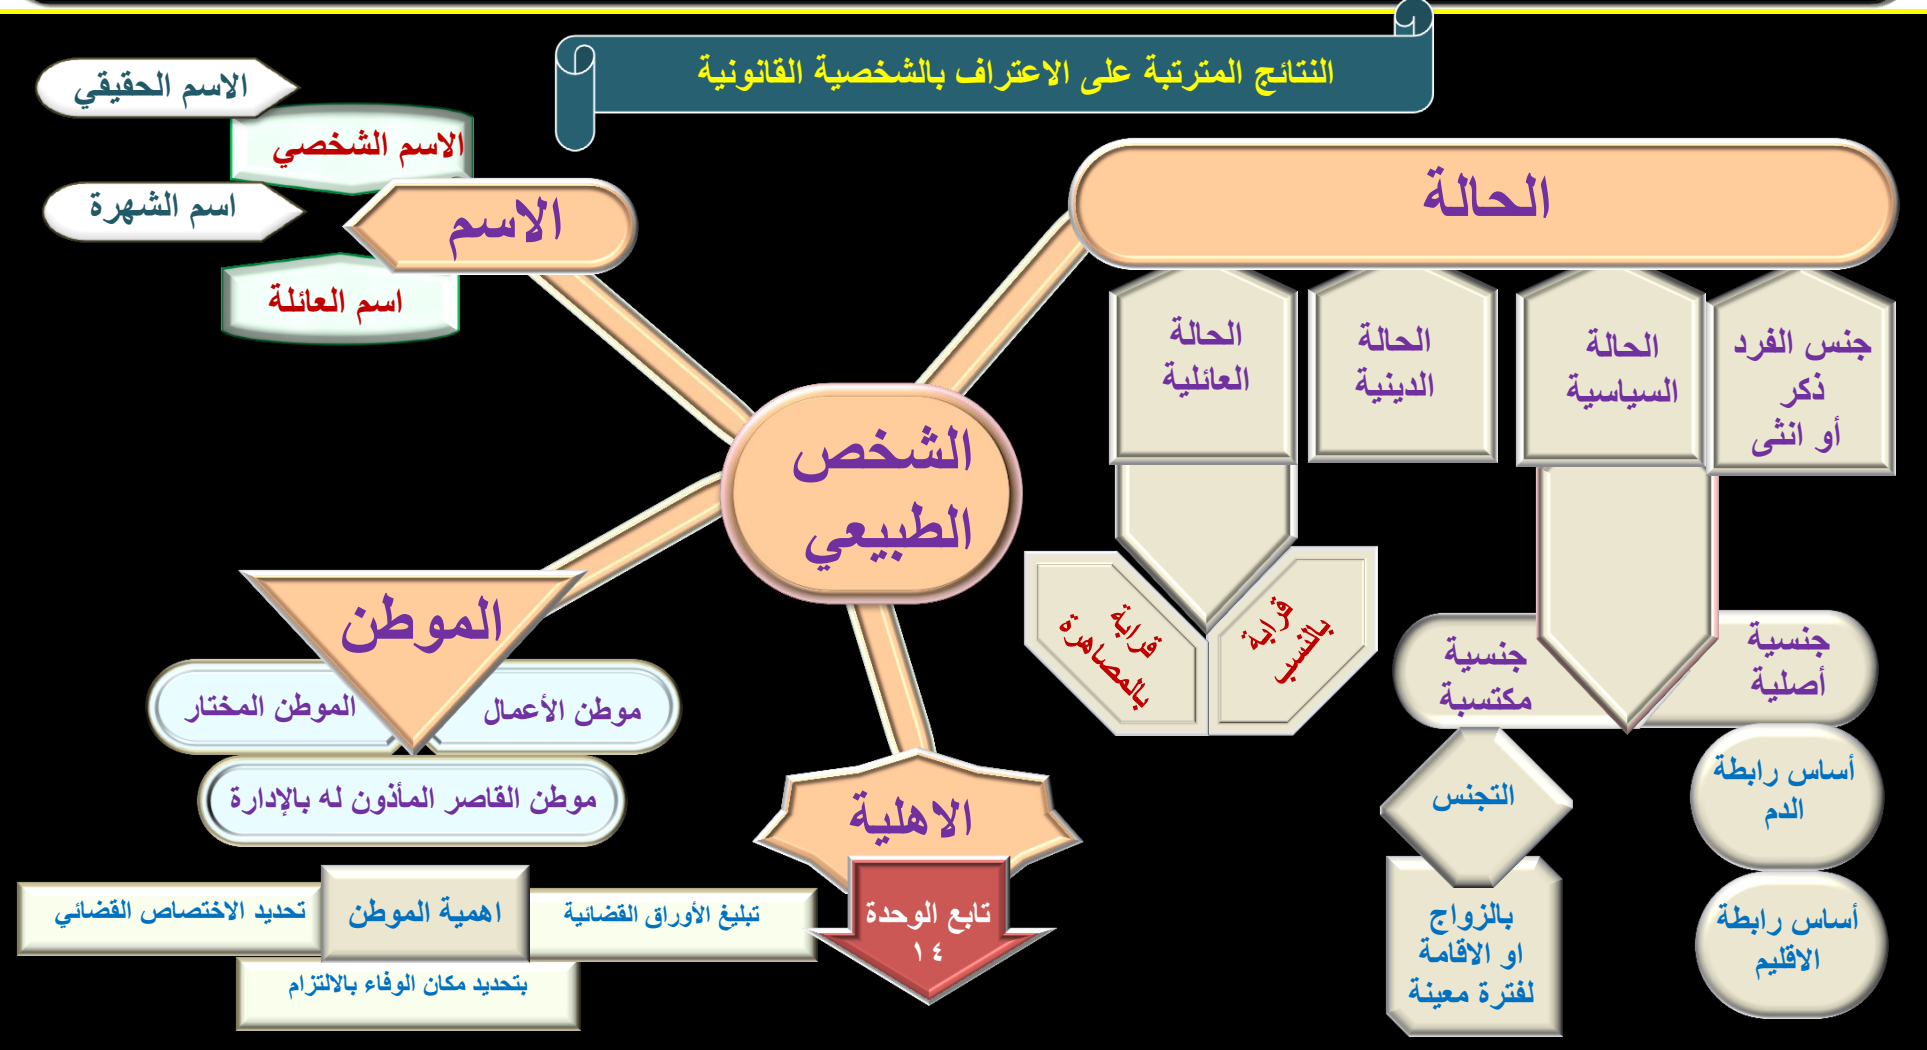 النتائج المترتبة على الاعتراف بالشخصية القانونية
الحالة
جنس الفرد
ذكر
أو انثى
الحالة
السياسية
الحالة
الدينية
الحالة
العائلية
جنسية
أصلية
جنسية
مكتسبة
أساس رابطة
الدم
أساس رابطة
الاقليم
التجنس
بالزواج
او الاقامة
لفترة معينة
قرابة
بالنسب
قرابة
بالمصاهرة
الشخص
الطبيعي
الاسم
الاسم الحقيقي
الاسم الشخصي
اسم الشهرة
اسم العائلة
الموطن
موطن الأعمال
الموطن المختار
موطن القاصر المأذون له بالإدارة
اهمية الموطن
تبليغ الأوراق القضائية
تحديد الاختصاص القضائي
بتحديد مكان الوفاء بالالتزام
الاهلية
تابع الوحدة
١٤